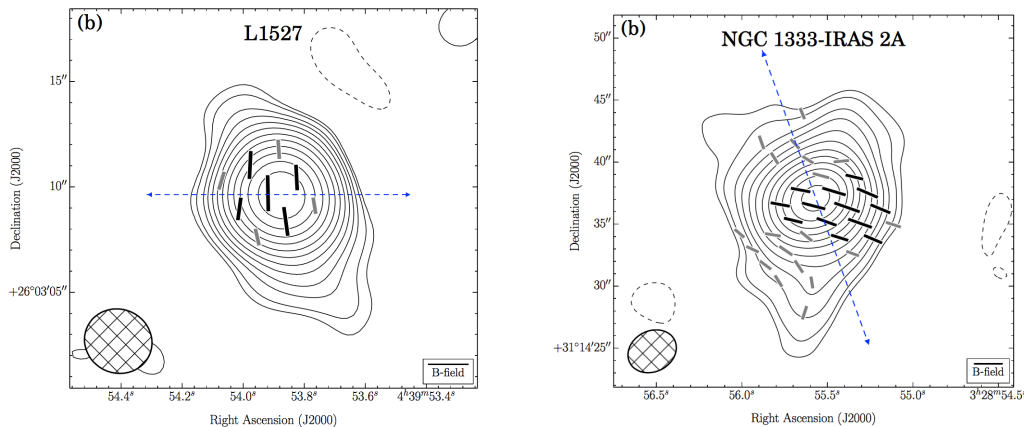 (b)
L1527
15″
10″
+26°03′05″
Declination (J2000)
54.4ˢ
54.2ˢ
54.0ˢ
53.8ˢ
53.6ˢ
4ʰ39ᵐ53.4ˢ
Right Ascension (J2000)
B-field
(b)
NGC 1333-IRAS 2A
50″
45″
40″
35″
30″
+31°14′25″
Declination (J2000)
56.5ˢ
56.0ˢ
55.5ˢ
55.0ˢ
3ʰ28ᵐ54.5ˢ
Right Ascension (J2000)
B-field